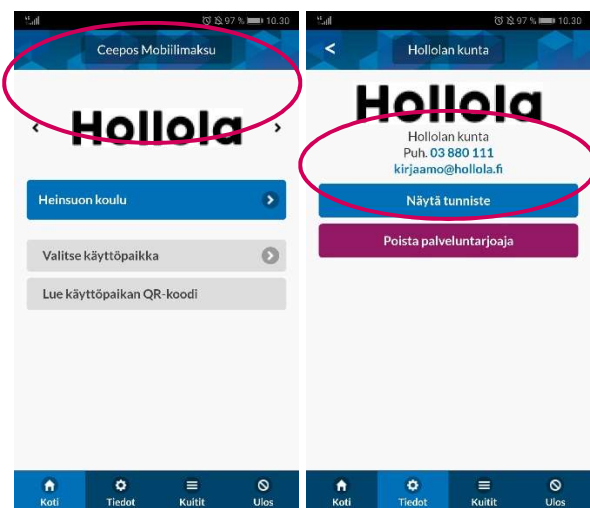 97 % 10.30
Ceepos Mobiilimaksu
Hollola
Heinsuon koulu
Valitse käyttöpaikka
Lue käyttöpaikan QR-koodi
Koti Tiedot Kuitit Ulos
97 % 10.30
Hollolan kunta
Hollola
Hollolan kunta
Puh. 03 880 111
kirjaamo@hollola.fi
Näytä tunniste
Poista palveluntarjoaja
Koti Tiedot Kuitit Ulos